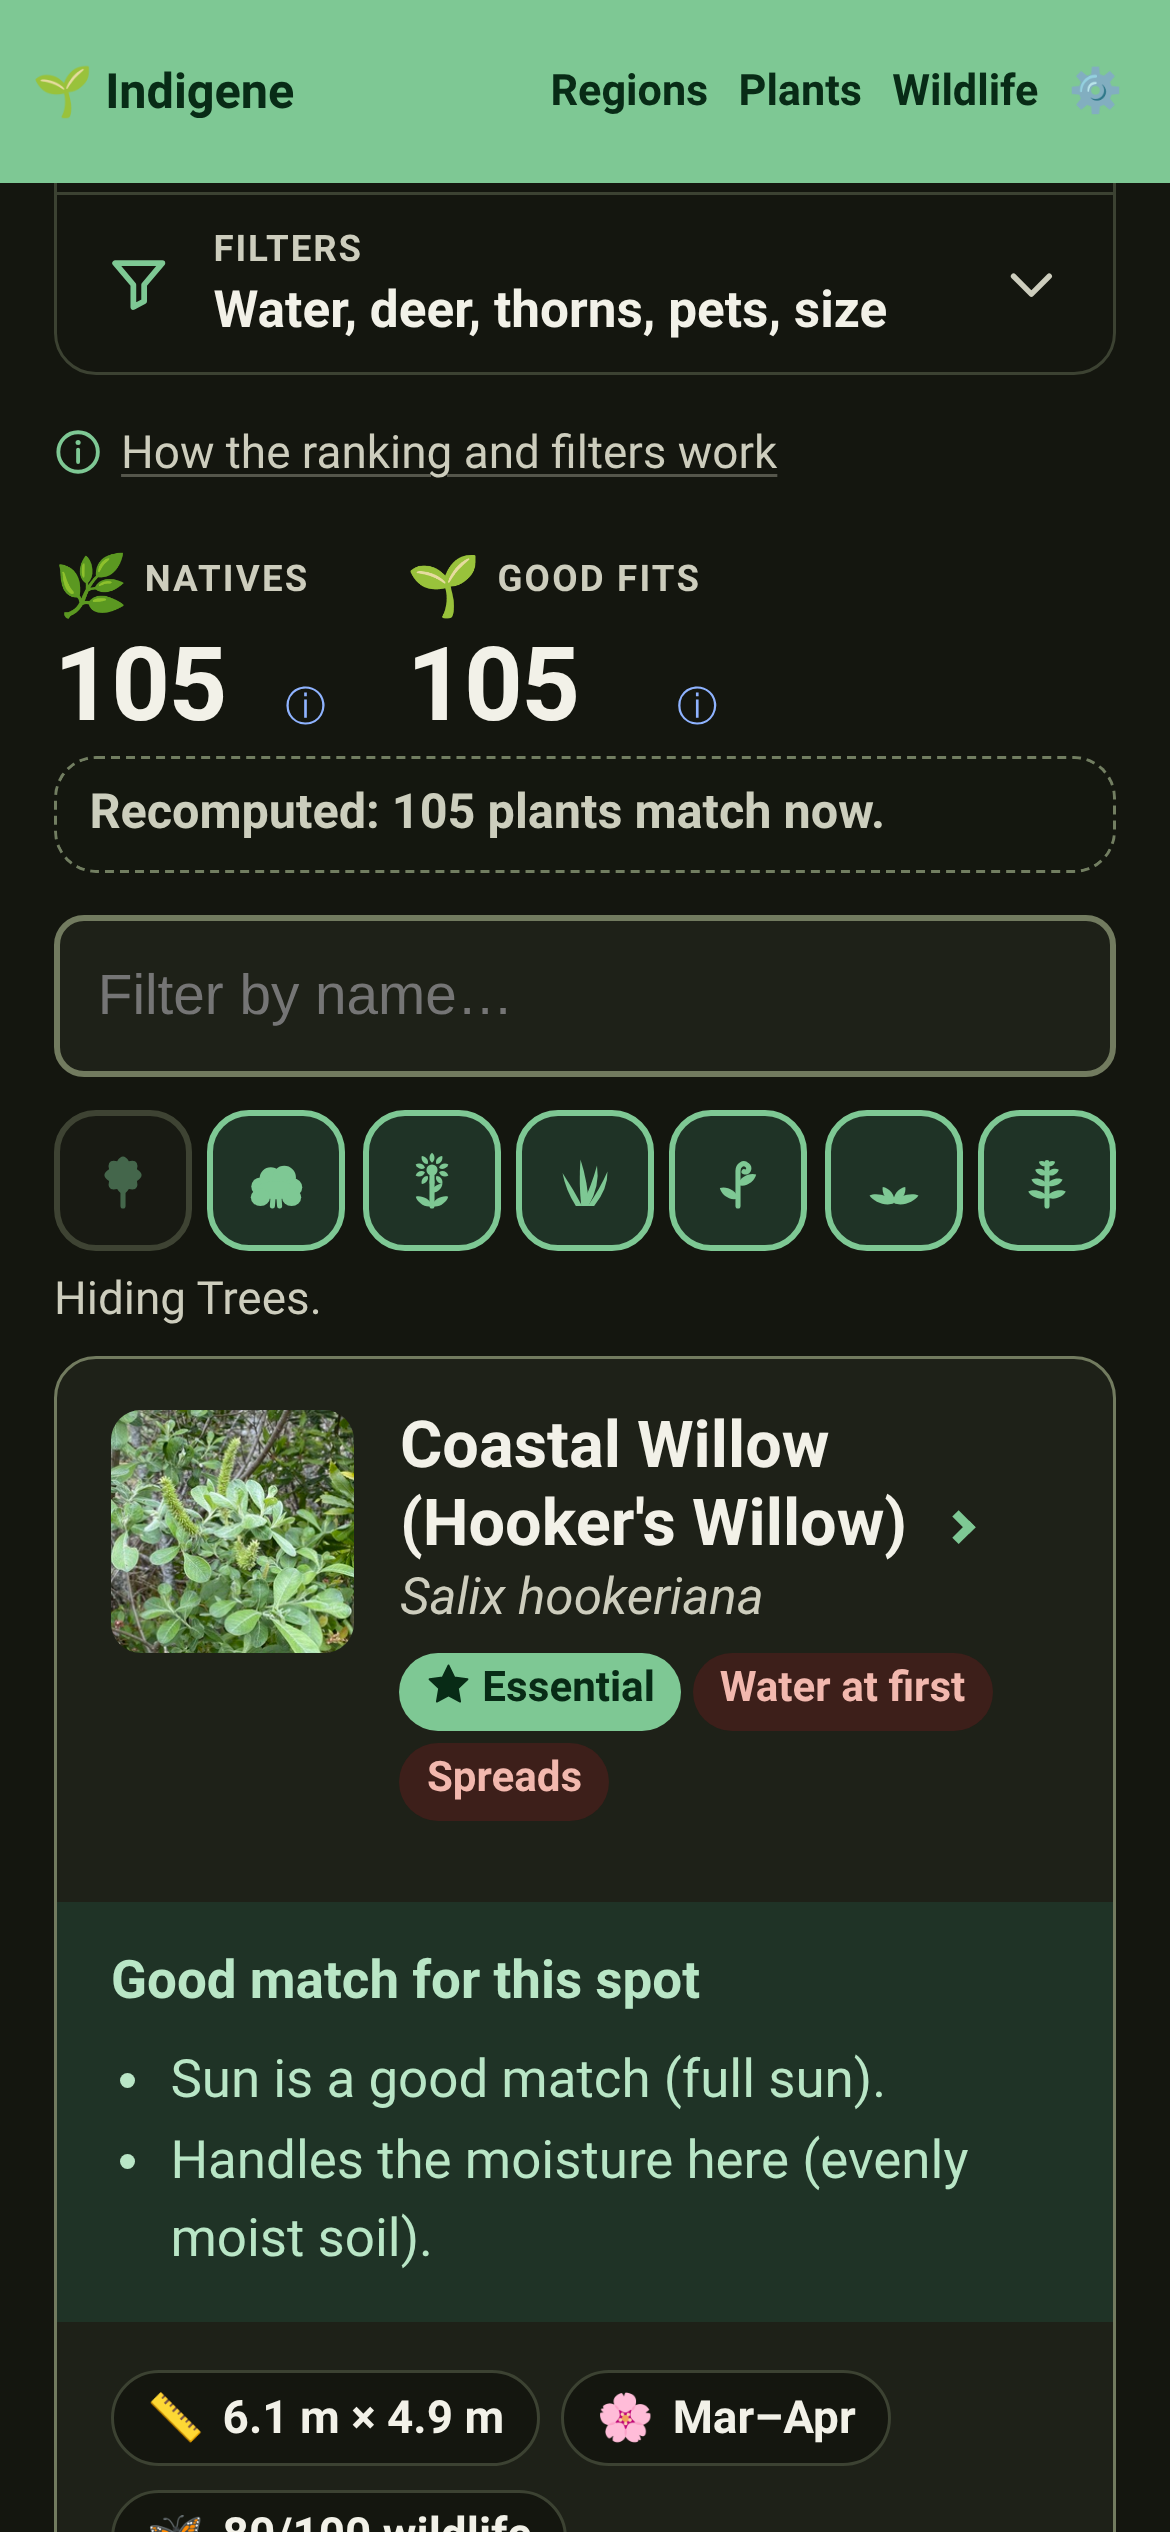 Indigene Regions Plants Wildlife
FILTERS
Water, deer, thorns, pets, size
How the ranking and filters work
NATIVES GOOD FITS
105 105
Recomputed: 105 plants match now.
Filter by name…
Hiding Trees.
Coastal Willow
(Hooker's Willow)
Salix hookeriana
Essential Water at first
Spreads
Good match for this spot
• Sun is a good match (full sun).
• Handles the moisture here (evenly
moist soil).
6.1 m × 4.9 m Mar–Apr
80/100 wildlife